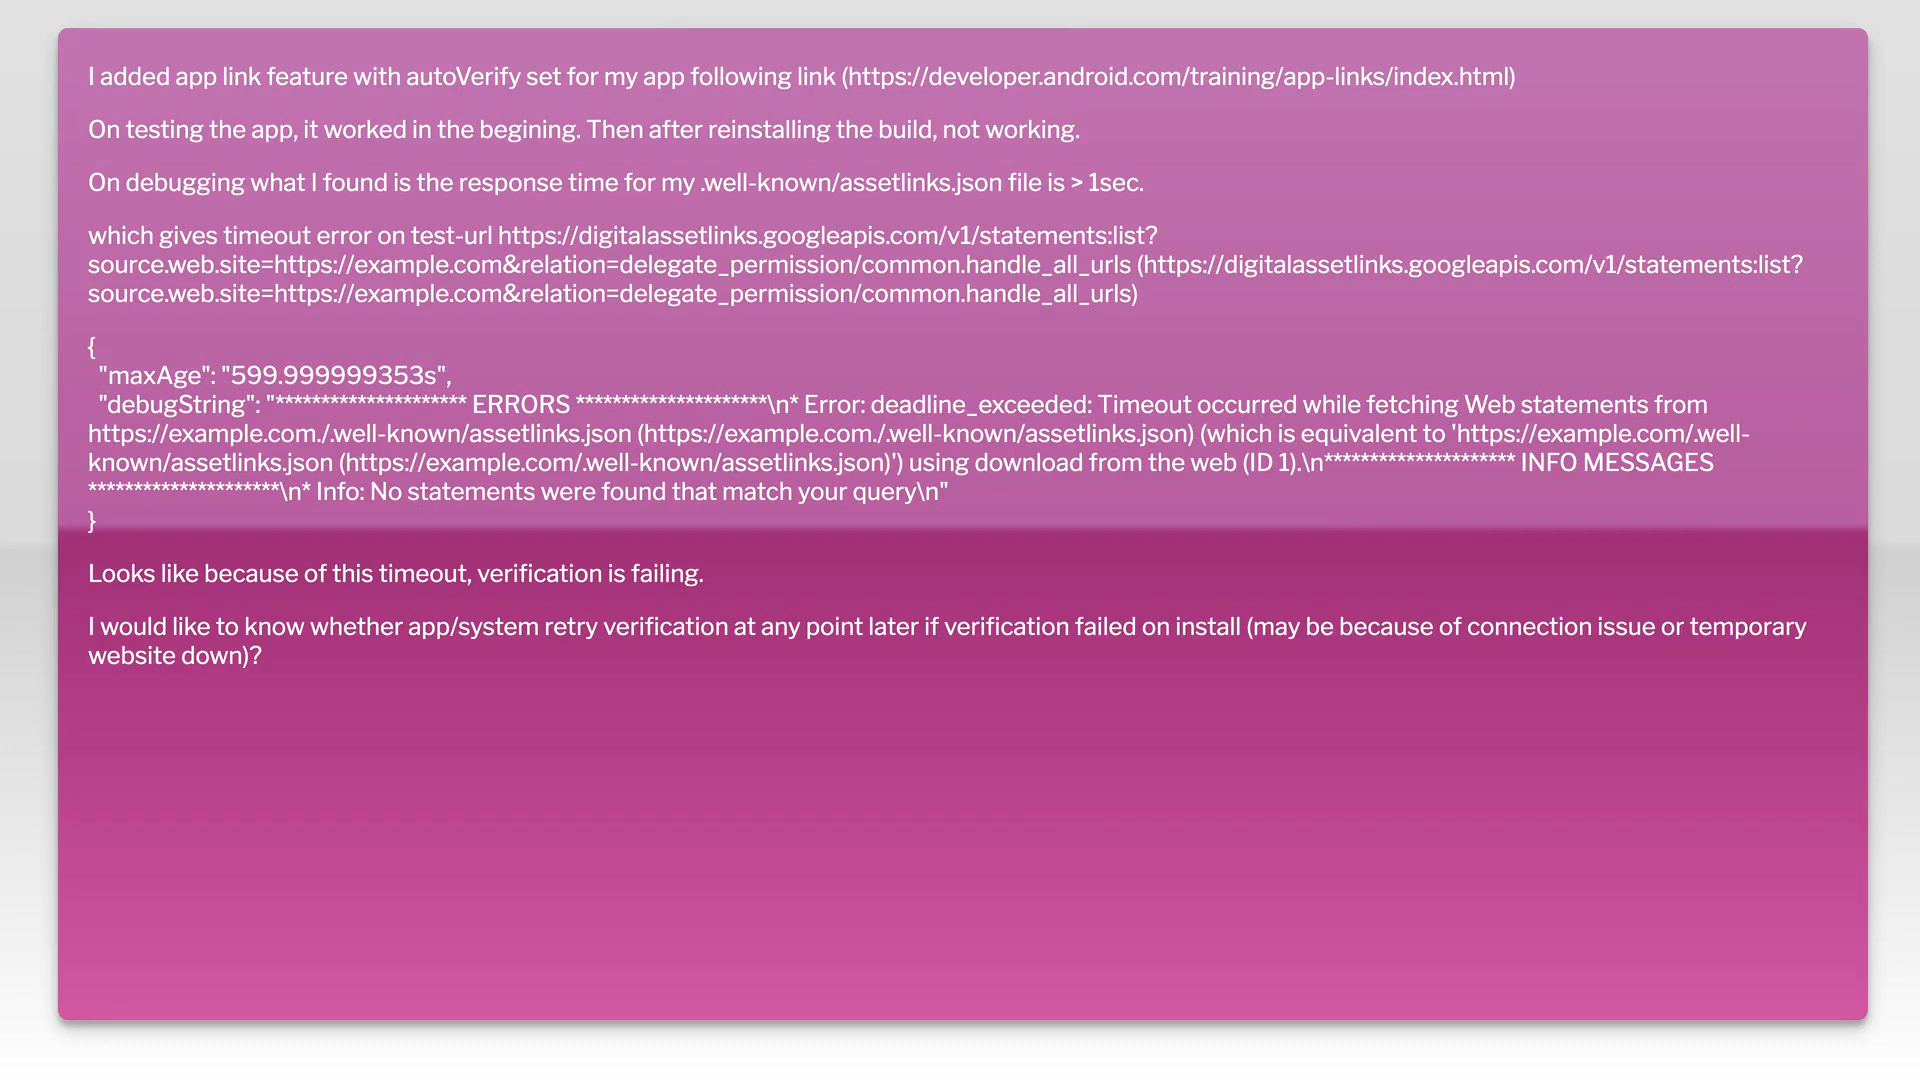 I added app link feature with autoVerify set for my app following link (https://developer.android.com/training/app-links/index.html)
On testing the app, it worked in the begining. Then after reinstalling the build, not working.
On debugging what I found is the response time for my .well-known/assetlinks.json file is > 1sec.
which gives timeout error on test-url https://digitalassetlinks.googleapis.com/v1/statements:list?
source.web.site=https://example.com&relation=delegate_permission/common.handle_all_urls (https://digitalassetlinks.googleapis.com/v1/statements:list?
source.web.site=https://example.com&relation=delegate_permission/common.handle_all_urls)
{
"maxAge": "599.999999353s",
"debugString": "********************* ERRORS *********************\n* Error: deadline_exceeded: Timeout occurred while fetching Web statements from
https://example.com./.well-known/assetlinks.json (https://example.com./.well-known/assetlinks.json) (which is equivalent to 'https://example.com/.well-
known/assetlinks.json (https://example.com/.well-known/assetlinks.json)') using download from the web (ID 1).\n********************* INFO MESSAGES
*********************\n* Info: No statements were found that match your query\n"
}
Looks like because of this timeout, verification is failing.
I would like to know whether app/system retry verification at any point later if verification failed on install (may be because of connection issue or temporary
website down)?